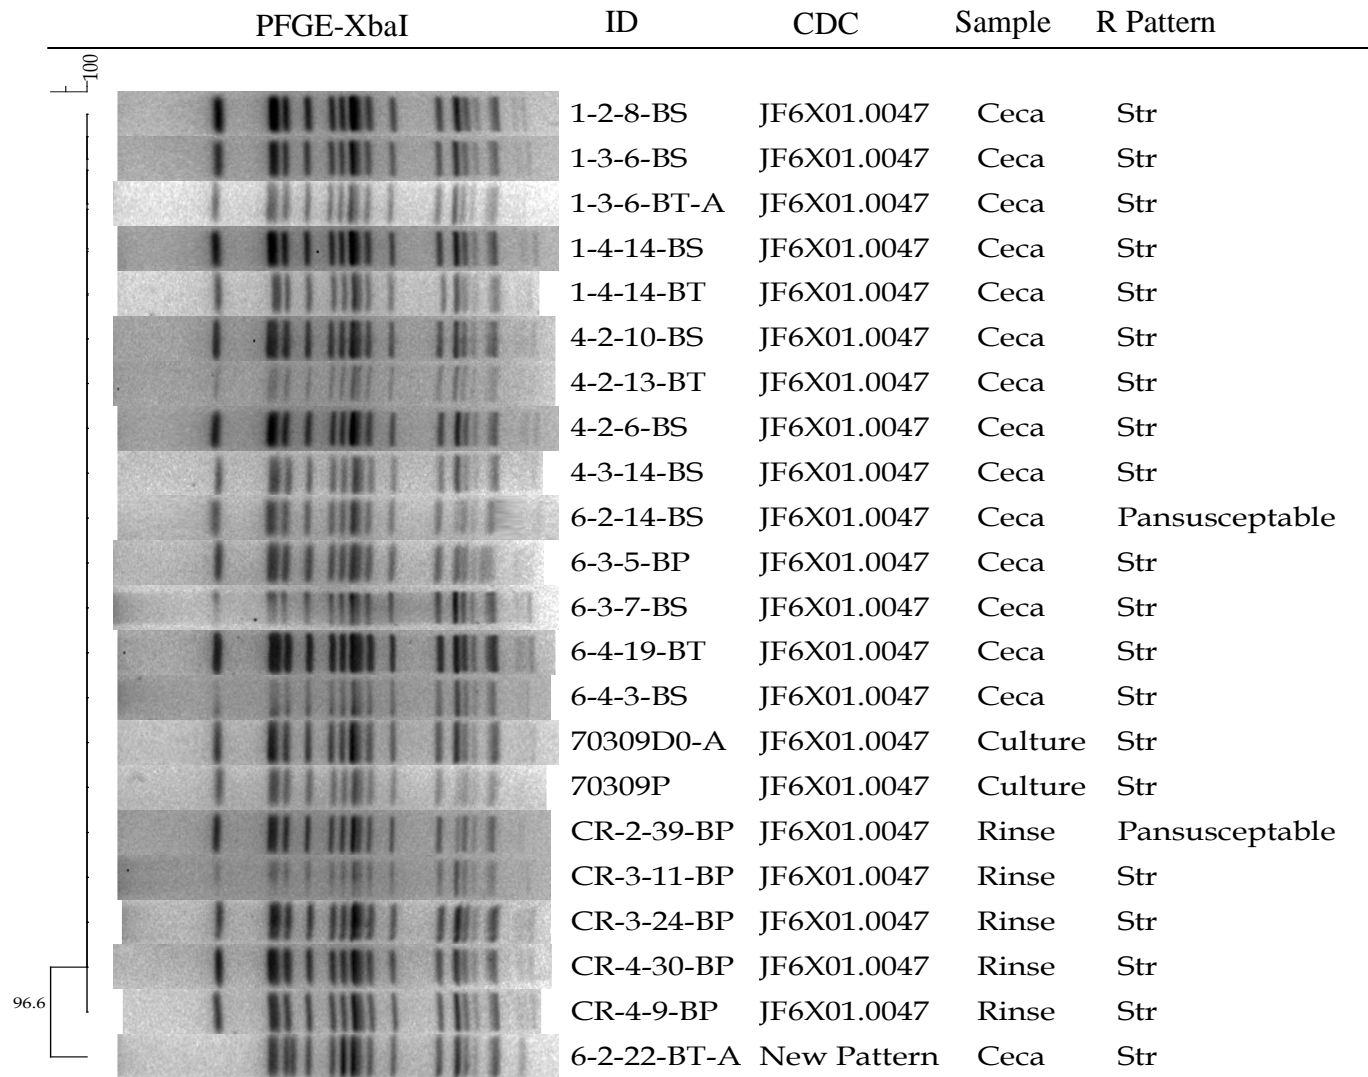 PFGE-XbaI ID CDC Sample R Pattern
100
1-2-8-BS JF6X01.0047 Ceca Str
1-3-6-BS JF6X01.0047 Ceca Str
1-3-6-BT-A JF6X01.0047 Ceca Str
1-4-14-BS JF6X01.0047 Ceca Str
1-4-14-BT JF6X01.0047 Ceca Str
4-2-10-BS JF6X01.0047 Ceca Str
4-2-13-BT JF6X01.0047 Ceca Str
4-2-6-BS JF6X01.0047 Ceca Str
4-3-14-BS JF6X01.0047 Ceca Str
6-2-14-BS JF6X01.0047 Ceca Pansusceptable
6-3-5-BP JF6X01.0047 Ceca Str
6-3-7-BS JF6X01.0047 Ceca Str
6-4-19-BT JF6X01.0047 Ceca Str
6-4-3-BS JF6X01.0047 Ceca Str
70309D0-A JF6X01.0047 Culture Str
70309P JF6X01.0047 Culture Str
CR-2-39-BP JF6X01.0047 Rinse Pansusceptable
CR-3-11-BP JF6X01.0047 Rinse Str
CR-3-24-BP JF6X01.0047 Rinse Str
CR-4-30-BP JF6X01.0047 Rinse Str
96.6 CR-4-9-BP JF6X01.0047 Rinse Str
6-2-22-BT-A New Pattern Ceca Str